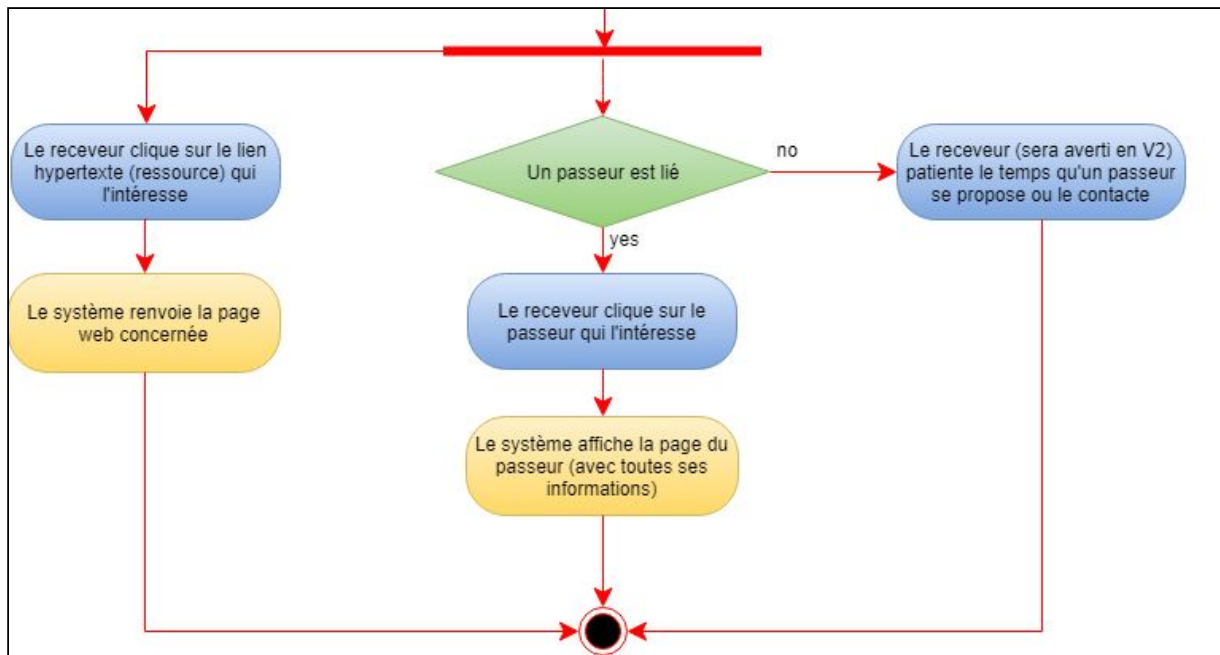 Le receveur clique sur le lien
hypertexte (ressource) qui
l'intéresse
Un passeur est lié
no
Le receveur (sera averti en V2)
patiente le temps qu'un passeur
se propose ou le contacte
yes
Le système renvoie la page
web concernée
Le receveur clique sur le
passeur qui l'intéresse
Le système affiche la page du
passeur (avec toutes ses
informations)